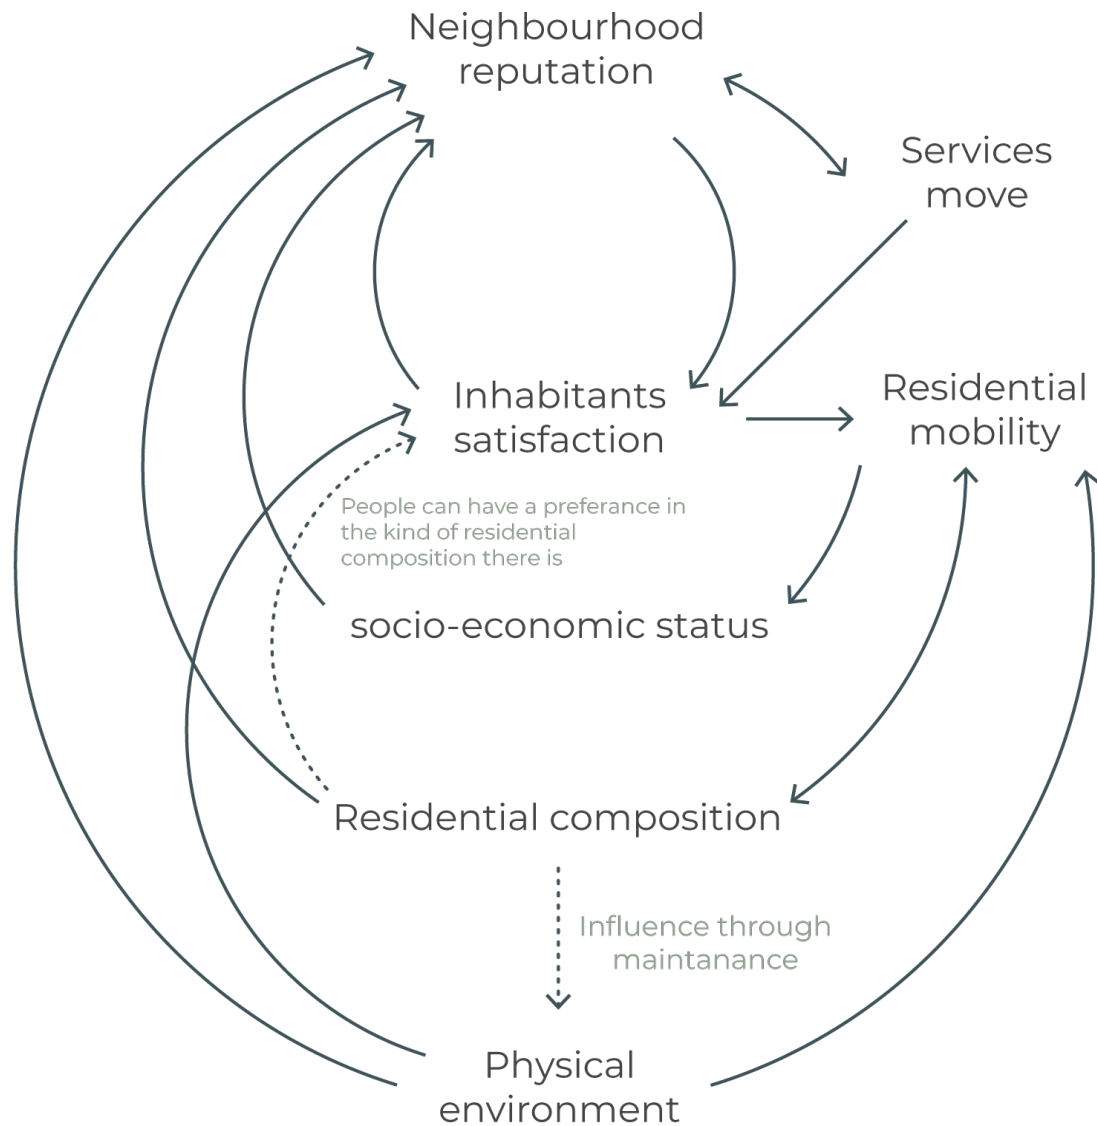 Neighbourhood
reputation
Services
move
Inhabitants
satisfaction
Residential
mobility
People can have a preferance in
the kind of residential
composition there is
socio-economic status
Residential composition
Influence through
maintanance
Physical
environment